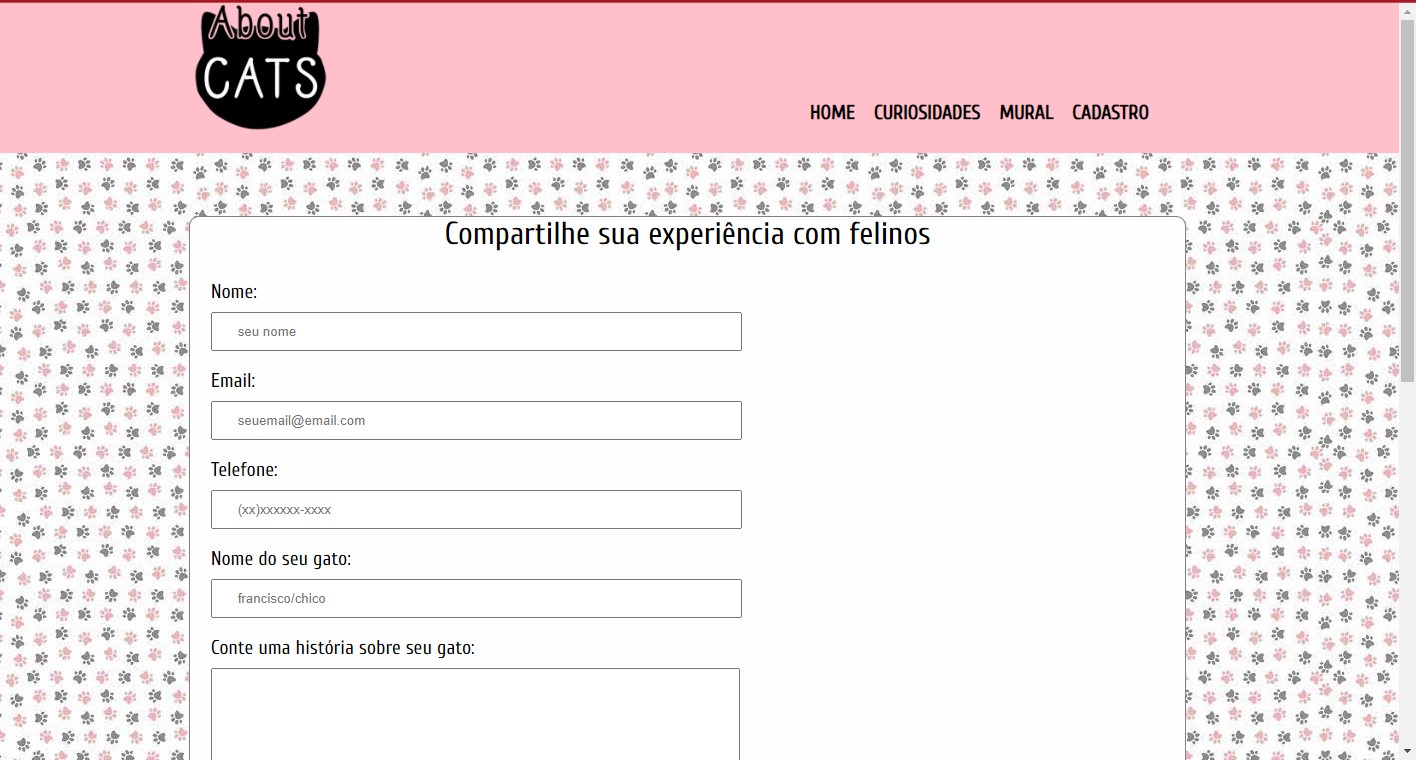 About
CATS
HOME CURIOSIDADES MURAL CADASTRO
Compartilhe sua experiência com felinos
Nome:
seu nome
Email:
seuemail@email.com
Telefone:
(xx)xxxxxx-xxxx
Nome do seu gato:
francisco/chico
Conte uma história sobre seu gato: